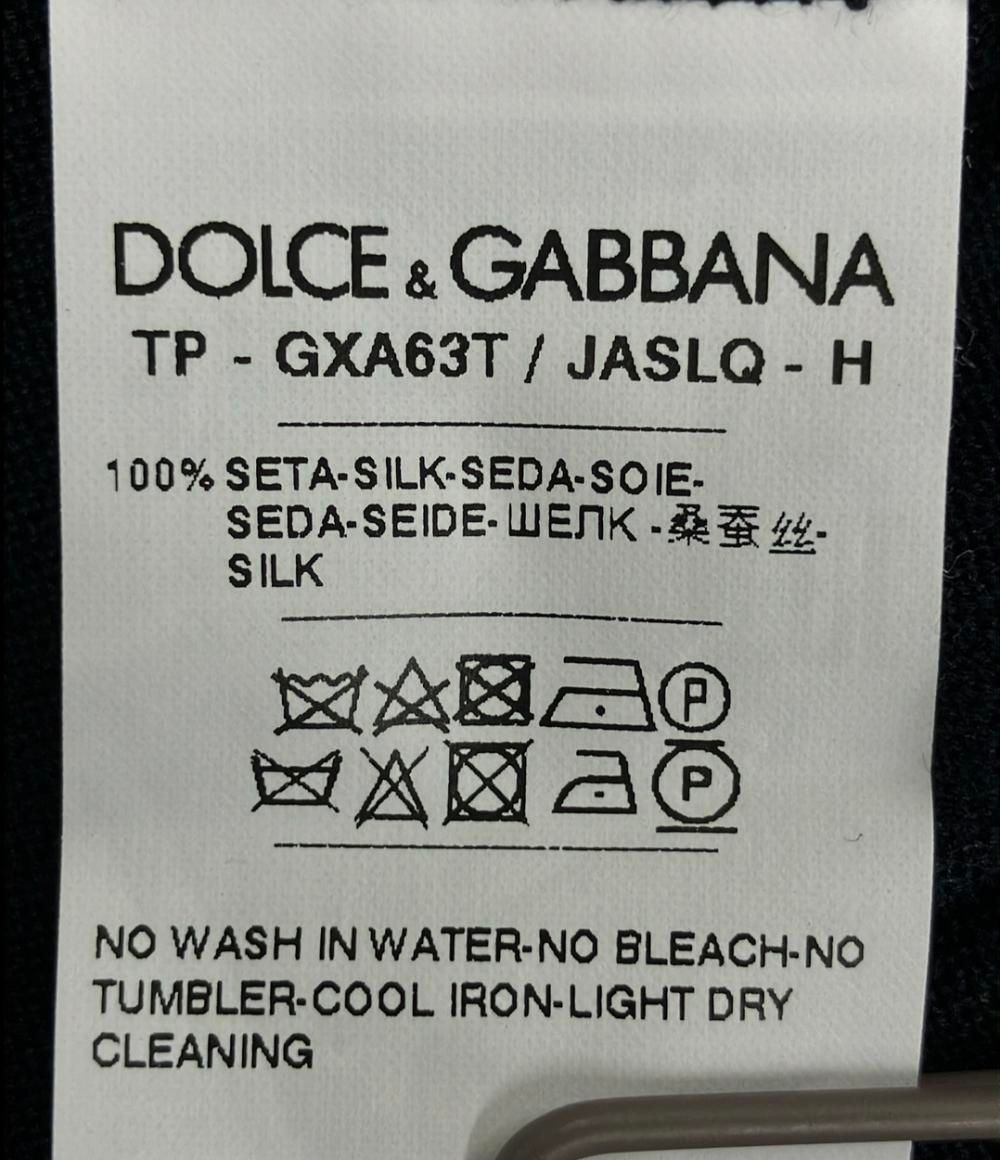 DOLCE & GABBANA
TP - GXA63T / JASLQ - H
100% SETA-SILK-SEDA-SOIE-
SEDA-SEIDE-ШЕЛК-桑蚕丝-
SILK
P
P
NO WASH IN WATER-NO BLEACH-NO
TUMBLER-COOL IRON-LIGHT DRY
CLEANING